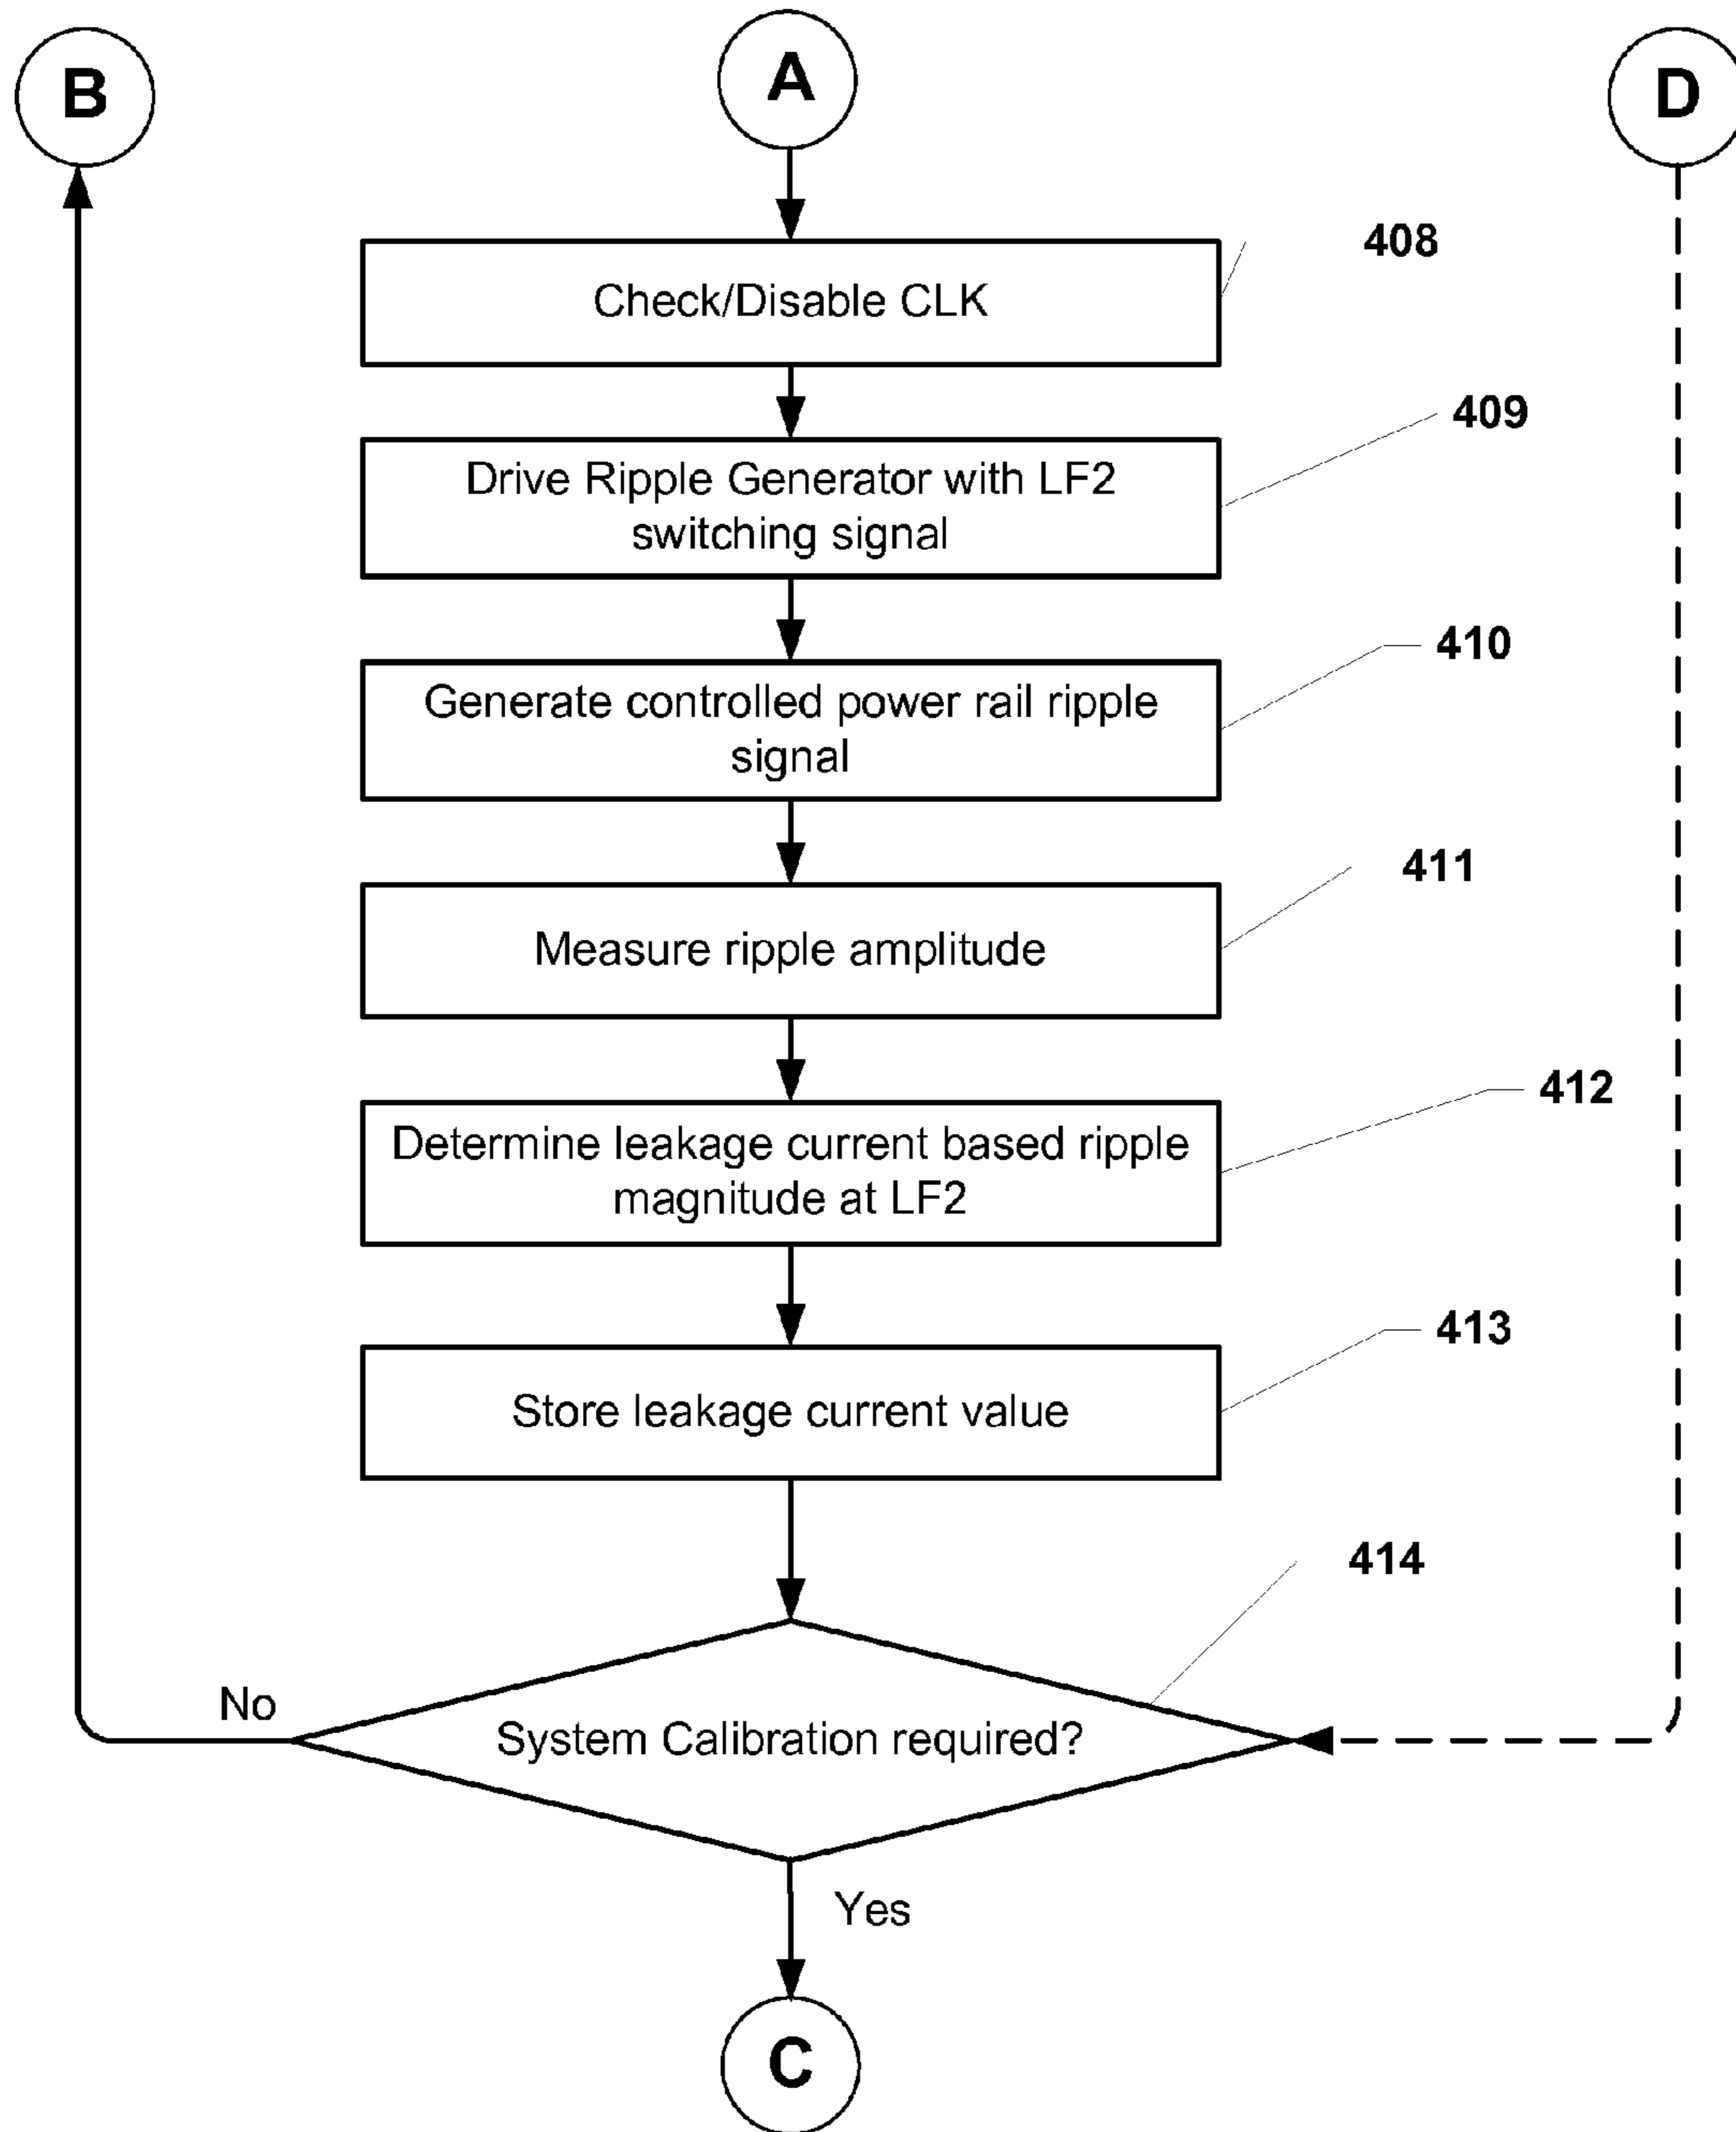 B
A
D
408
Check/Disable CLK
409
Drive Ripple Generator with LF2
switching signal
410
Generate controlled power rail ripple
signal
411
Measure ripple amplitude
412
Determine leakage current based ripple
magnitude at LF2
413
Store leakage current value
414
No
System Calibration required?
Yes
C